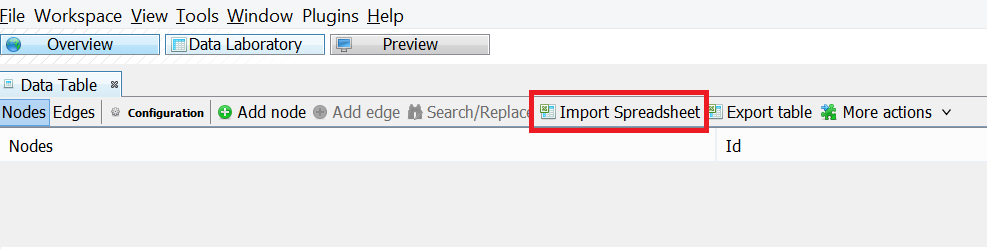 File Workspace View Tools Window Plugins Help
Overview Data Laboratory Preview
Data Table
Nodes Edges Configuration Add node Add edge Search/Replace Import Spreadsheet Export table More actions
Nodes Id